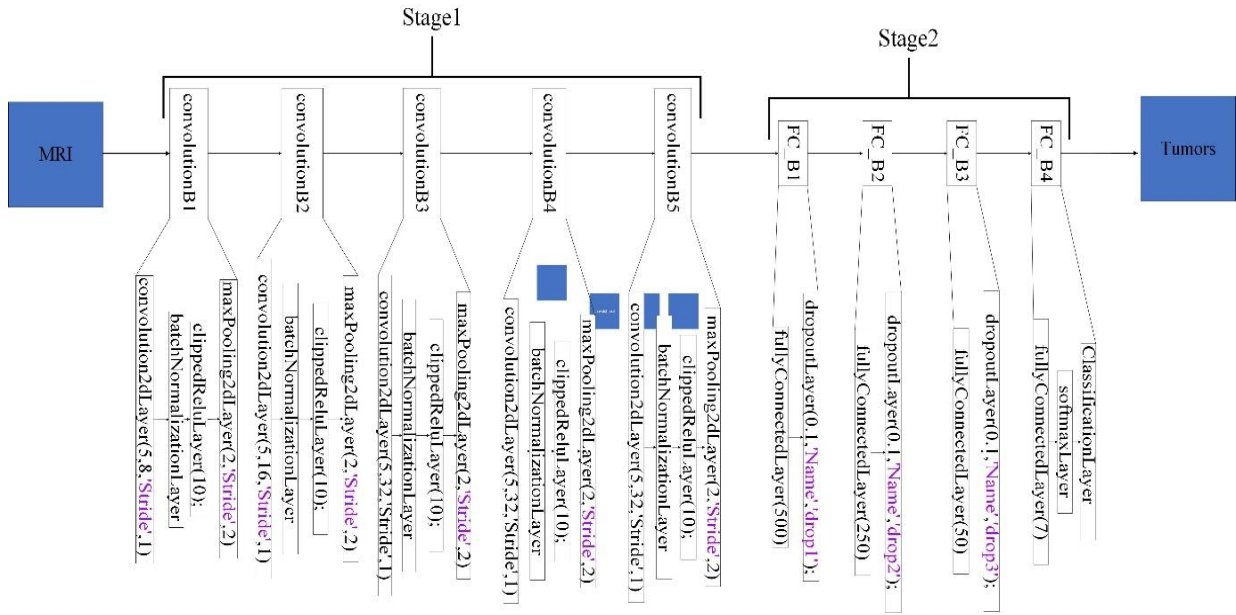 Stage1
Stage2
MRI
convolutionB1
convolutionB2
convolutionB3
convolutionB4
convolutionB5
FC_B1
FC_B2
FC_B3
FC_B4
Tumors
convolution2dLayer(5,8,'Stride',1)
batchNormalizationLayer
clippedReluLayer(10);
maxPooling2dLayer(2,'Stride',2)
convolution2dLayer(5,16,'Stride',1)
batchNormalizationLayer
clippedReluLayer(10);
maxPooling2dLayer(2,'Stride',2)
convolution2dLayer(5,32,'Stride',1)
batchNormalizationLayer
clippedReluLayer(10);
maxPooling2dLayer(2,'Stride',2)
convolution2dLayer(5,32,'Stride',1)
batchNormalizationLayer
clippedReluLayer(10);
maxPooling2dLayer(2,'Stride',2)
convolution2dLayer(5,32,'Stride',1)
batchNormalizationLayer
clippedReluLayer(10);
maxPooling2dLayer(2,'Stride',2)
fullyConnectedLayer(500)
dropoutLayer(0.1,'Name','drop1');
fullyConnectedLayer(250)
dropoutLayer(0.1,'Name','drop2');
fullyConnectedLayer(50)
dropoutLayer(0.1,'Name','drop3');
fullyConnectedLayer(7)
softmaxLayer
ClassificationLayer